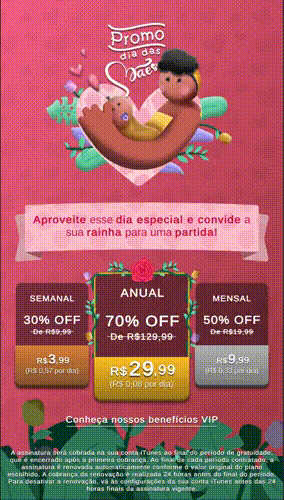 Promo
dia das
Mães
Aproveite esse dia especial e convide a
sua rainha para uma partida!
SEMANAL
30% OFF
De R$9,99
R$3,99
(R$ 0,57 por dia)
ANUAL
70% OFF
De R$129,99
R$29,99
(R$ 0,08 por dia)
MENSAL
50% OFF
De R$19,99
R$9,99
(R$ 0,33 por dia)
Conheça nossos benefícios VIP
A assinatura será cobrada na sua conta iTunes ao final do período de gratuidade,
que é encerrado após a primeira cobrança. Ao final de cada período contratado, a
assinatura é renovada automaticamente conforme o valor original do plano
escolhido. A cobrança da renovação é realizada 24 horas antes do final do período.
Para desativar a renovação, vá às configurações da sua conta iTunes antes das 24
horas finais da assinatura vigente.